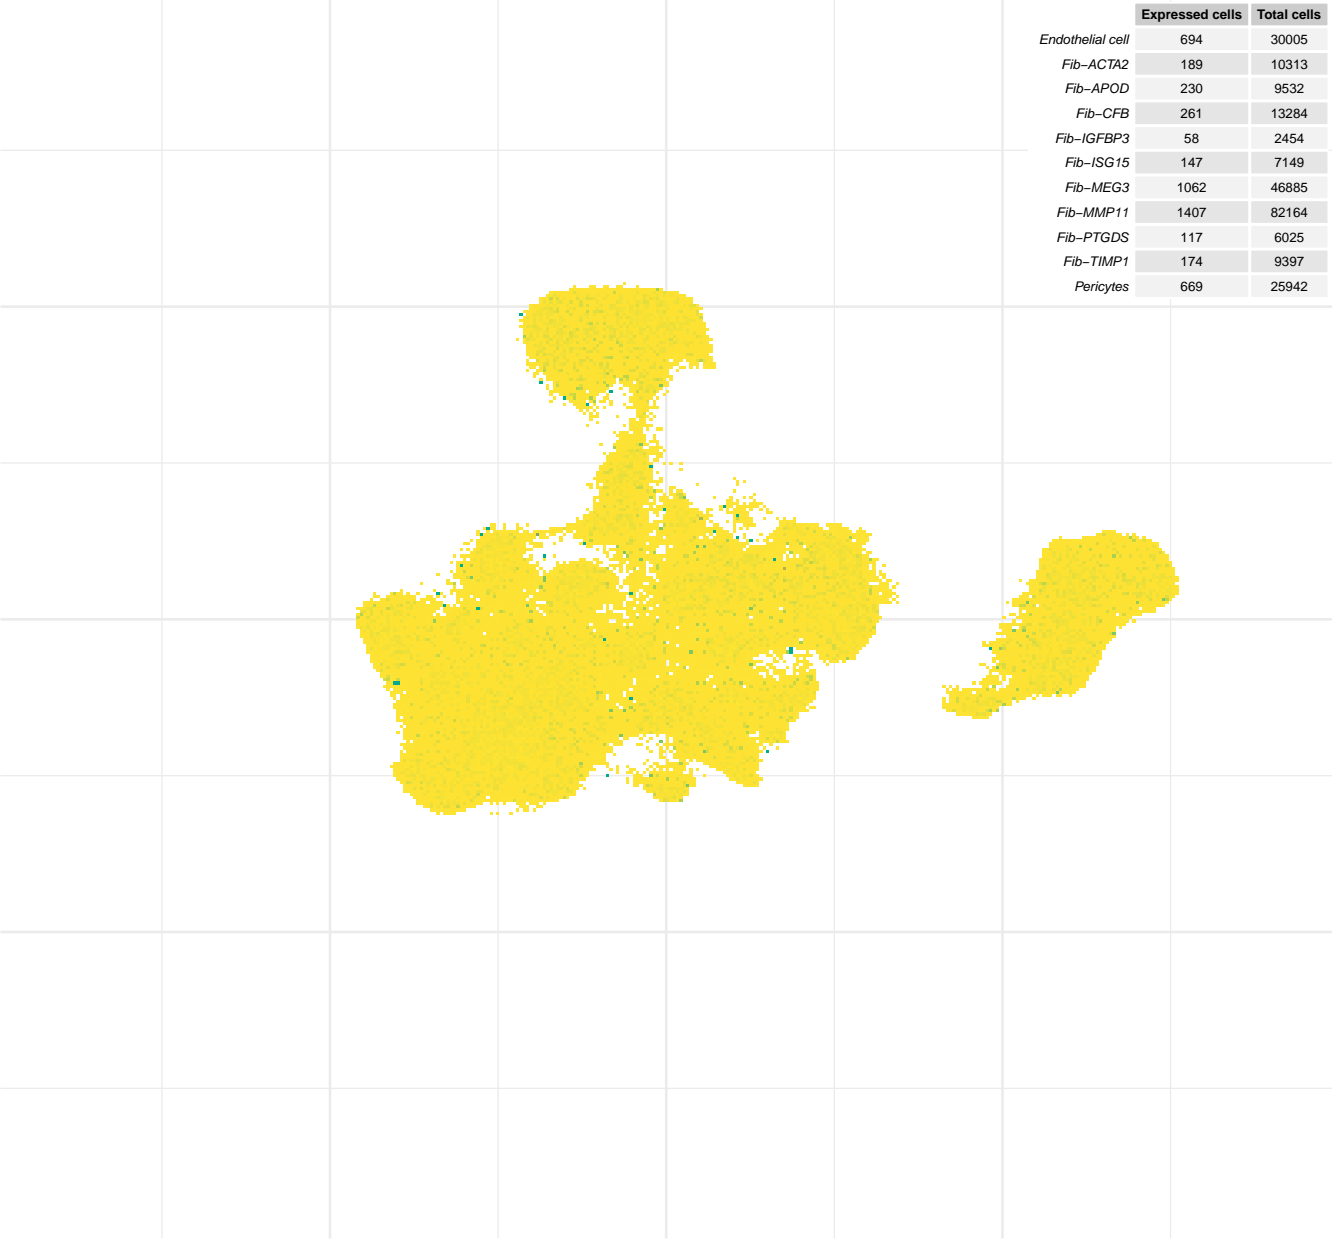 Expressed cells Total cells
Endothelial cell 694 30005
Fib−ACTA2 189 10313
Fib−APOD 230 9532
Fib−CFB 261 13284
Fib−IGFBP3 58 2454
Fib−ISG15 147 7149
Fib−MEG3 1062 46885
Fib−MMP11 1407 82164
Fib−PTGDS 117 6025
Fib−TIMP1 174 9397
Pericytes 669 25942